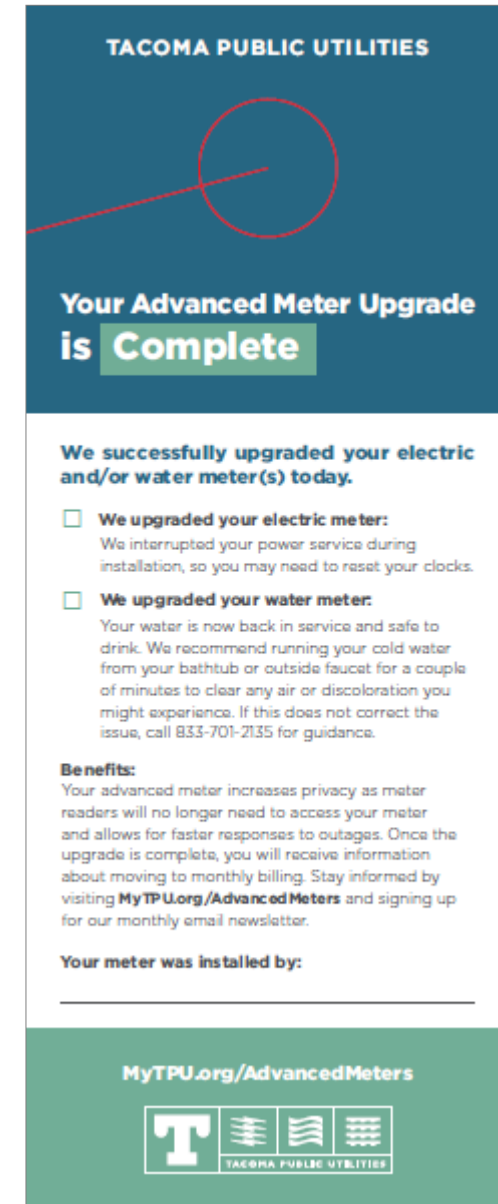 TACOMA PUBLIC UTILITIES
Your Advanced Meter Upgrade
is Complete
We successfully upgraded your electric
and/or water meter(s) today.
We upgraded your electric meter:
We interrupted your power service during
installation, so you may need to reset your clocks.
We upgraded your water meter:
Your water is now back in service and safe to
drink. We recommend running your cold water
from your bathtub or outside faucet for a couple
of minutes to clear any air or discoloration you
might experience. If this does not correct the
issue, call 833-701-2135 for guidance.
Benefits:
Your advanced meter increases privacy as meter
readers will no longer need to access your meter
and allows for faster responses to outages. Once the
upgrade is complete, you will receive information
about moving to monthly billing. Stay informed by
visiting MyTPU.org/AdvancedMeters and signing up
for our monthly email newsletter.
Your meter was installed by:
MyTPU.org/AdvancedMeters
T
TACOMA PUBLIC UTILITIES